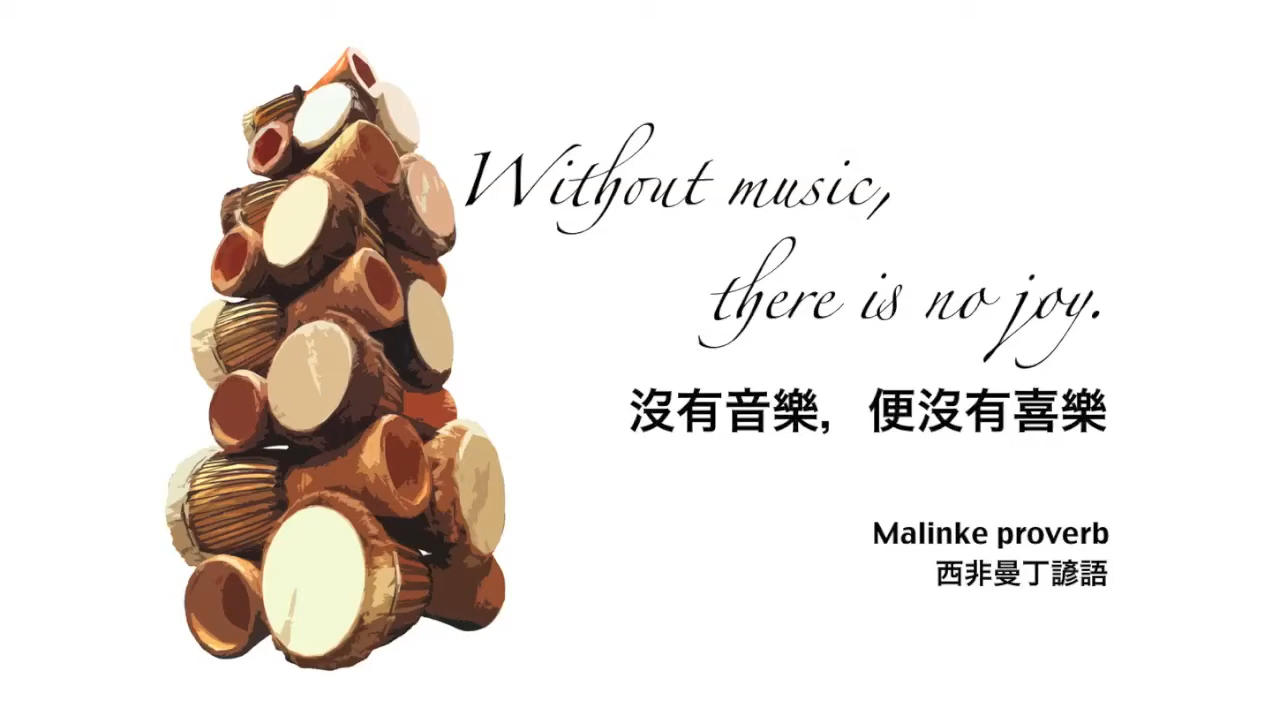 Without music,
there is no joy.
沒有音樂，便沒有喜樂
Malinke proverb
西非曼丁諺語